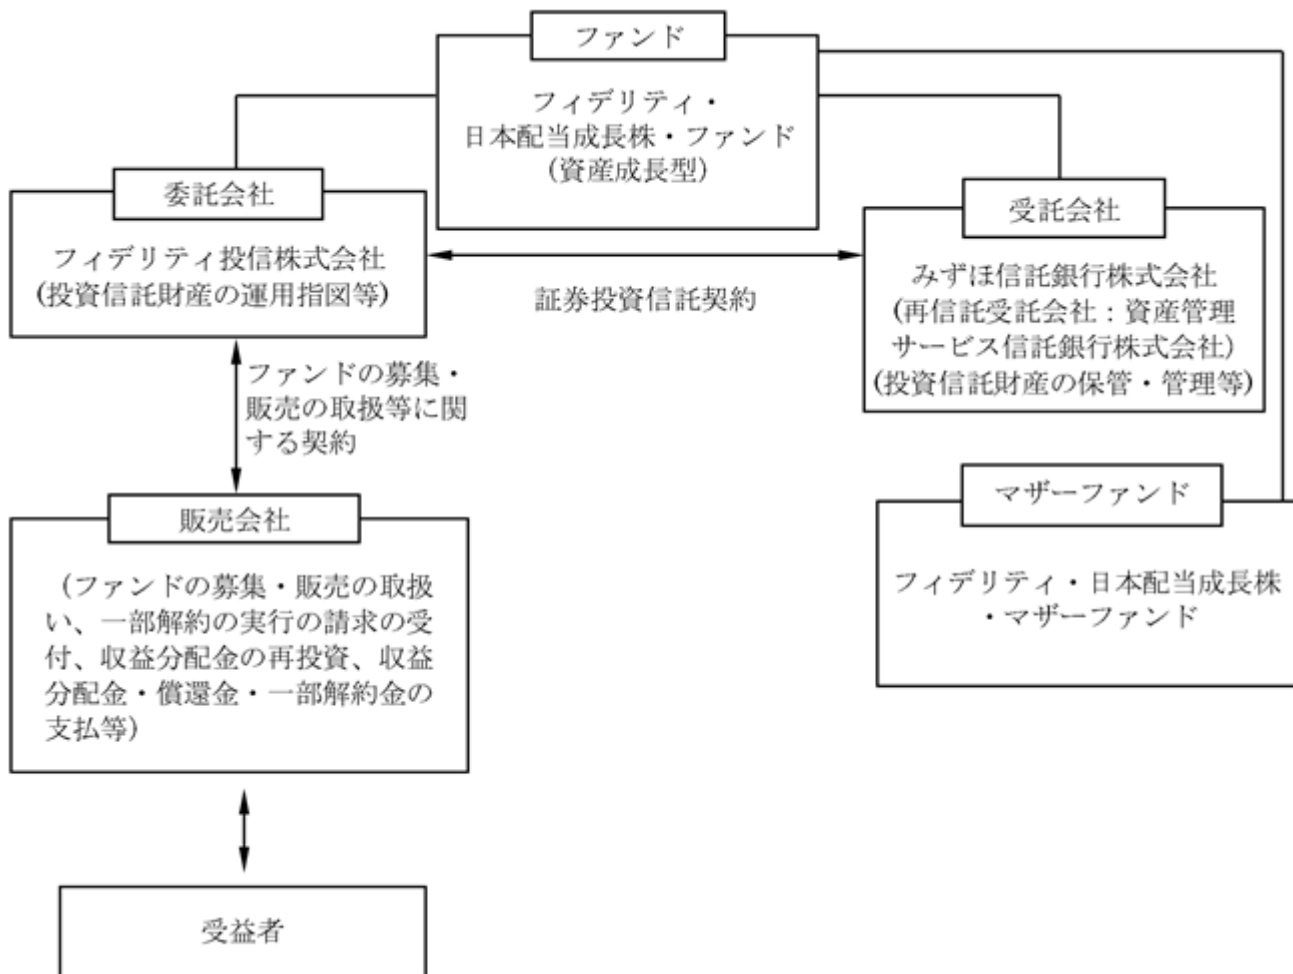 ファンド
フィデリティ・
日本配当成長株・ファンド
(資産成長型)
委託会社
フィデリティ投信株式会社
(投資信託財産の運用指図等)
証券投資信託契約
受託会社
みずほ信託銀行株式会社
(再信託受託会社：資産管理
サービス信託銀行株式会社)
(投資信託財産の保管・管理等)
ファンドの募集・
販売の取扱等に関
する契約
販売会社
(ファンドの募集・販売の取扱
い、一部解約の実行の請求の受
付、収益分配金の再投資、収益
分配金・償還金・一部解約金の
支払等)
マザーファンド
フィデリティ・日本配当成長株
・マザーファンド
受益者